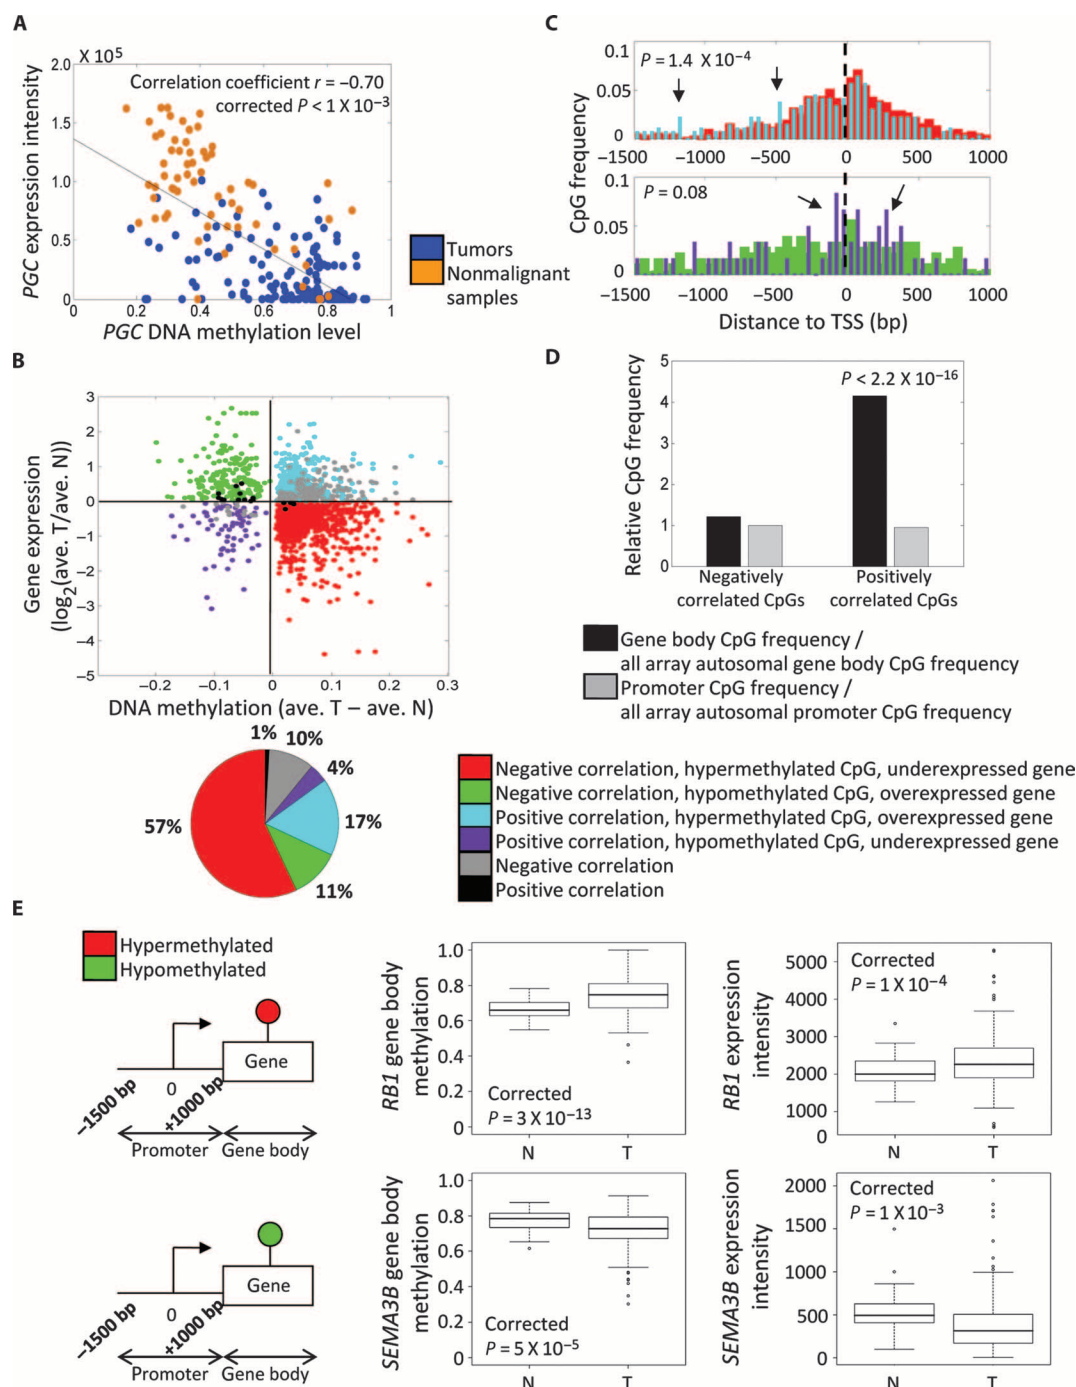 A
X 10⁵
2.0
1.5
1.0
0.5
0
0
0.2
0.4
0.6
0.8
1
PGC expression intensity
PGC DNA methylation level
Correlation coefficient r = −0.70
corrected P < 1 X 10⁻³
Tumors
Nonmalignant
samples
C
CpG frequency
0.1
0.05
0
P = 1.4 X 10⁻⁴
−1500
−1000
−500
0
500
1000
0.1
0.05
0
P = 0.08
−1500
−1000
−500
0
500
1000
Distance to TSS (bp)
B
Gene expression
(log₂(ave. T/ave. N))
3
2
1
0
−1
−2
−3
−4
−5
−0.2
−0.1
0
0.1
0.2
0.3
DNA methylation (ave. T − ave. N)
D
Relative CpG frequency
5
4
3
2
1
0
P < 2.2 X 10⁻¹⁶
Negatively
correlated CpGs
Positively
correlated CpGs
Gene body CpG frequency /
all array autosomal gene body CpG frequency
Promoter CpG frequency /
all array autosomal promoter CpG frequency
1%
10%
4%
17%
11%
57%
Negative correlation, hypermethylated CpG, underexpressed gene
Negative correlation, hypomethylated CpG, overexpressed gene
Positive correlation, hypermethylated CpG, overexpressed gene
Positive correlation, hypomethylated CpG, underexpressed gene
Negative correlation
Positive correlation
E
Hypermethylated
Hypomethylated
Gene
0
−1500 bp
+1000 bp
Promoter
Gene body
RB1 gene body
methylation
1.0
0.8
0.6
0.4
0.2
0
Corrected
P = 3 X 10⁻¹³
N
T
RB1 expression
intensity
5000
4000
3000
2000
1000
0
Corrected
P = 1 X 10⁻⁴
N
T
Gene
0
−1500 bp
+1000 bp
Promoter
Gene body
SEMA3B gene body
methylation
1.0
0.8
0.6
0.4
0.2
0
Corrected
P = 5 X 10⁻⁵
N
T
SEMA3B expression
intensity
2000
1500
1000
500
0
Corrected
P = 1 X 10⁻³
N
T